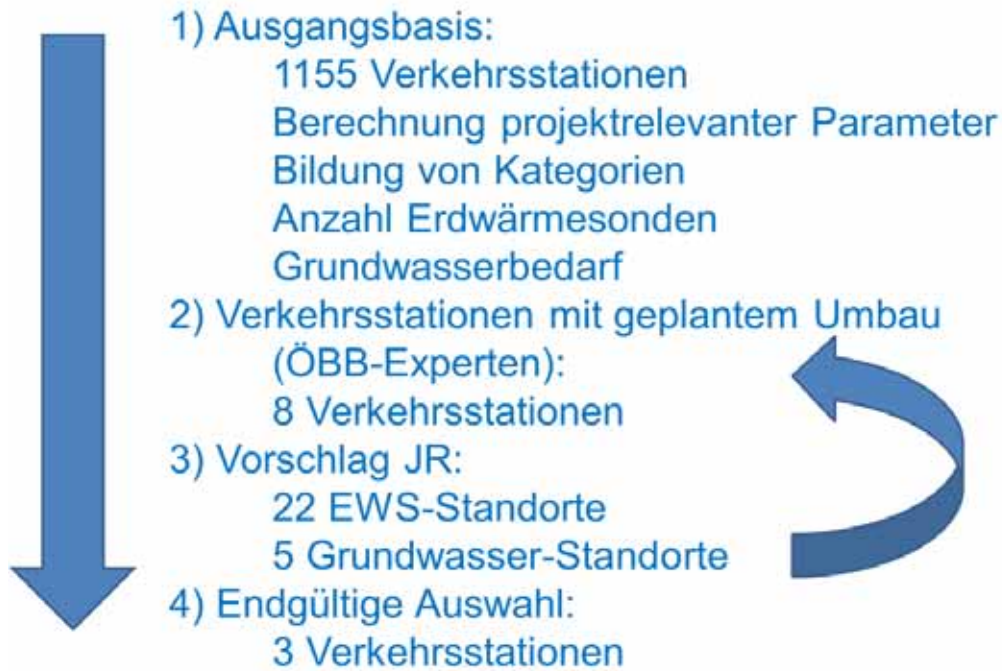 1) Ausgangsbasis:
1155 Verkehrsstationen
Berechnung projektrelevanter Parameter
Bildung von Kategorien
Anzahl Erdwärmesonden
Grundwasserbedarf
2) Verkehrsstationen mit geplantem Umbau
(ÖBB-Experten):
8 Verkehrsstationen
3) Vorschlag JR:
22 EWS-Standorte
5 Grundwasser-Standorte
4) Endgültige Auswahl:
3 Verkehrsstationen